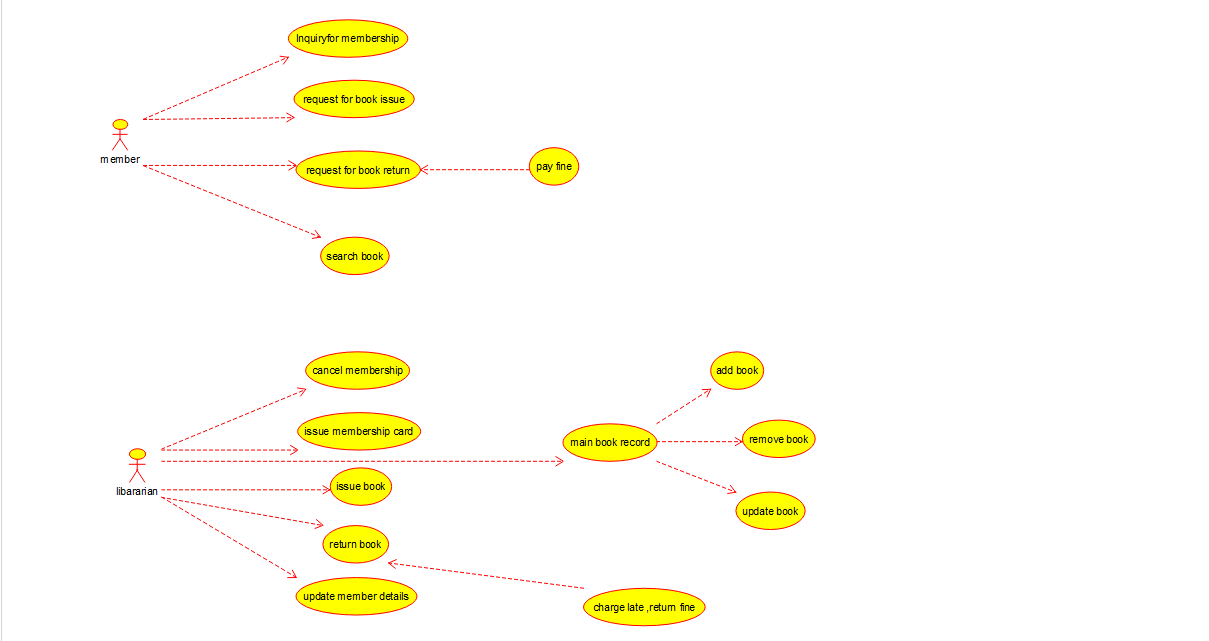 Inquiryfor membership
request for book issue
member
request for book return
pay fine
search book
cancel membership
add book
issue membership card
main book record
remove book
libararian
issue book
update book
return book
update member details
charge late ,return fine